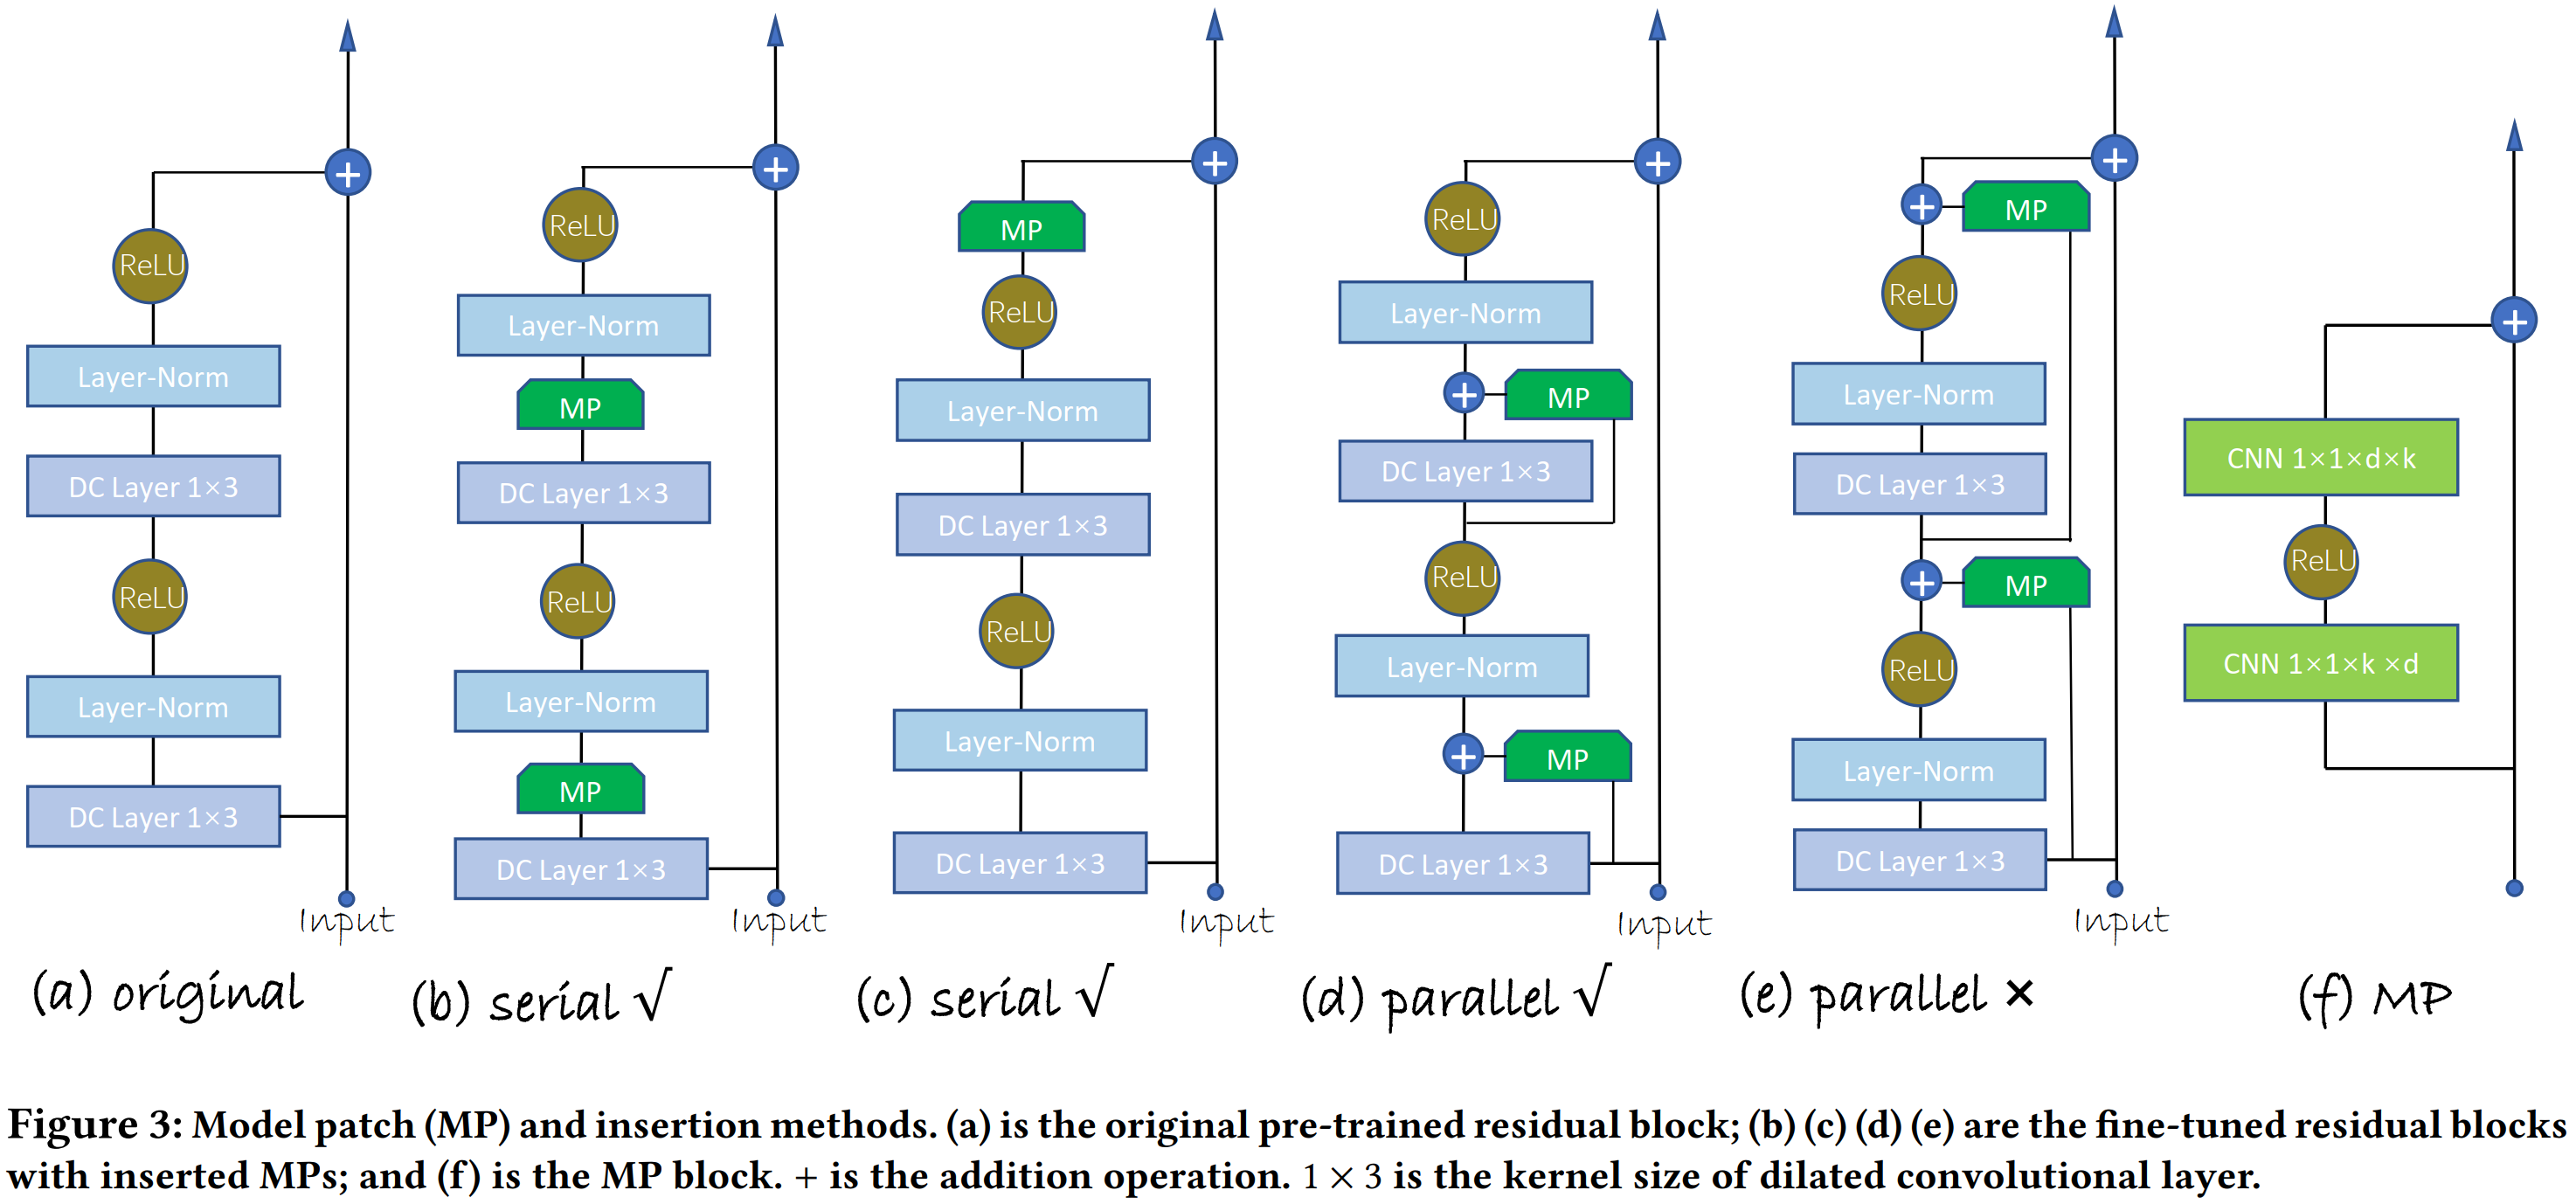 ReLU
Layer-Norm
DC Layer 1×3
ReLU
Layer-Norm
DC Layer 1×3
Input
(a) original
ReLU
Layer-Norm
MP
DC Layer 1×3
ReLU
Layer-Norm
MP
DC Layer 1×3
Input
(b) serial √
MP
ReLU
Layer-Norm
DC Layer 1×3
ReLU
Layer-Norm
DC Layer 1×3
Input
(c) serial √
ReLU
Layer-Norm
+ MP
DC Layer 1×3
ReLU
Layer-Norm
+ MP
DC Layer 1×3
Input
(d) parallel √
+ MP
ReLU
Layer-Norm
DC Layer 1×3
+ MP
ReLU
Layer-Norm
DC Layer 1×3
Input
(e) parallel ×
CNN 1×1×d×k
ReLU
CNN 1×1×k ×d
(f) MP
Figure 3: Model patch (MP) and insertion methods. (a) is the original pre-trained residual block; (b) (c) (d) (e) are the fine-tuned residual blocks
with inserted MPs; and (f) is the MP block. + is the addition operation. 1 × 3 is the kernel size of dilated convolutional layer.